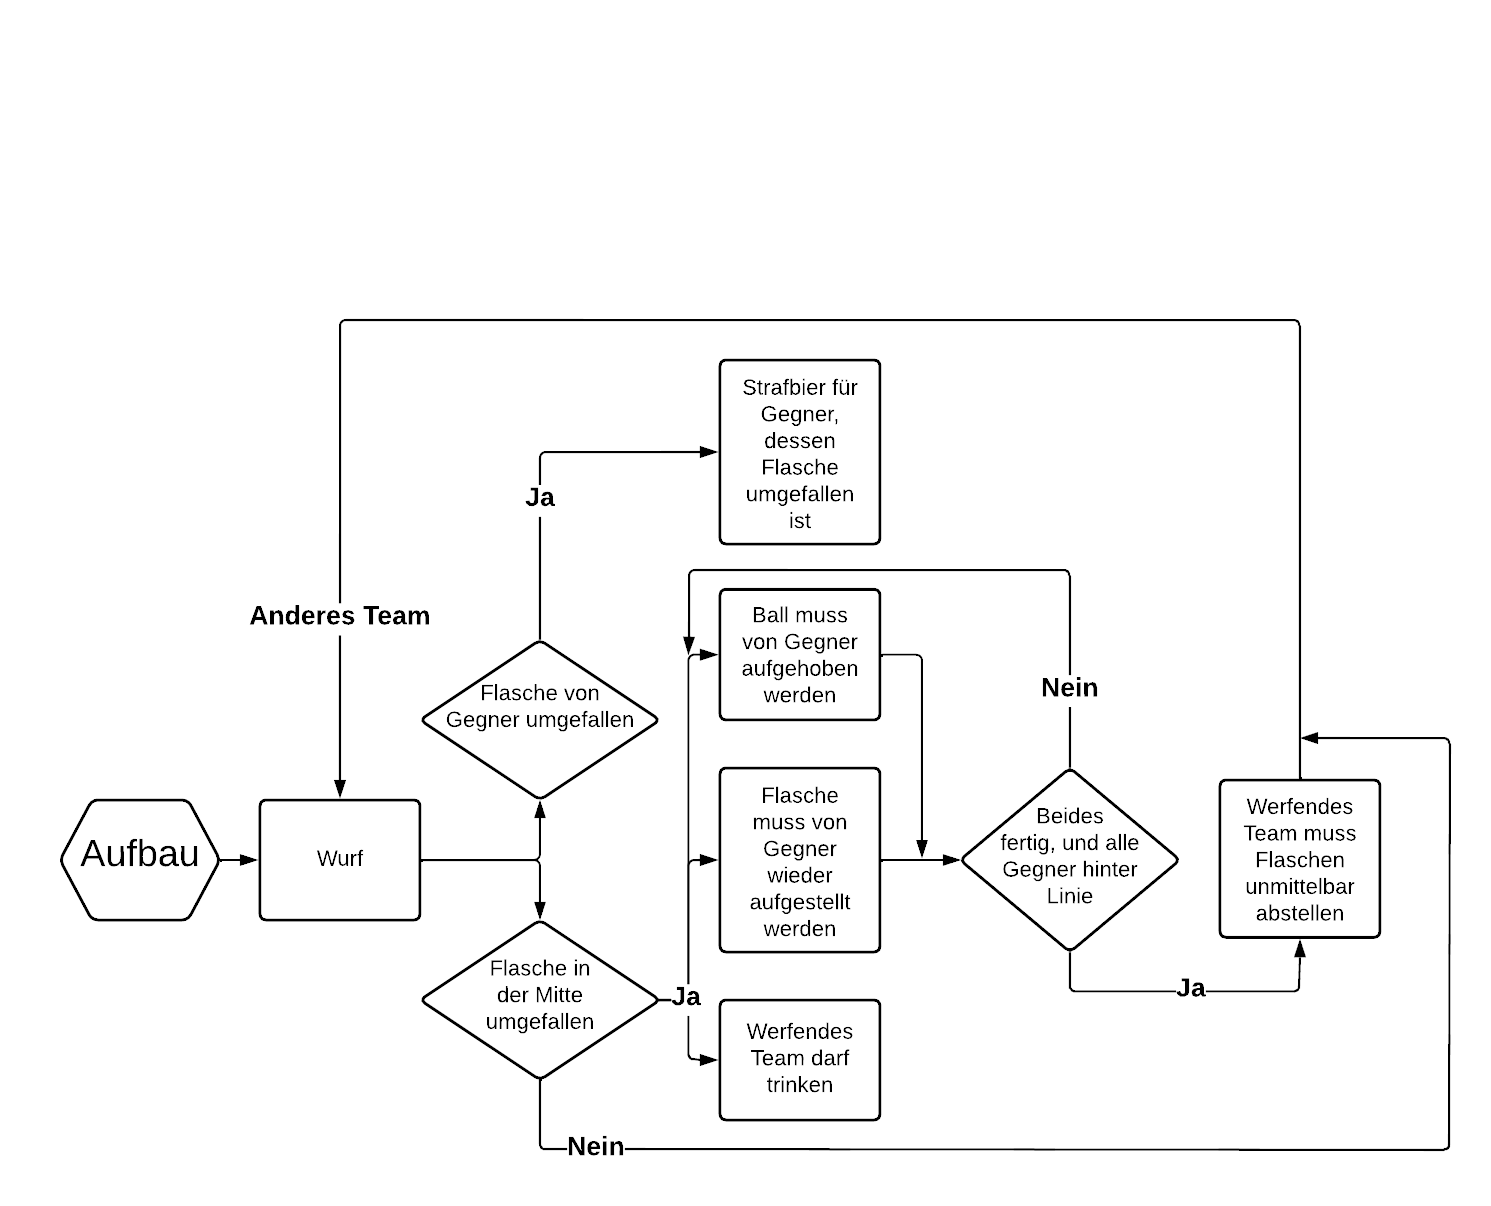 Strafbier für
Gegner,
dessen
Flasche
umgefallen
ist
Ja
Anderes Team
Ball muss
von Gegner
aufgehoben
werden
Flasche von
Gegner umgefallen
Nein
Aufbau
Wurf
Flasche
muss von
Gegner
wieder
aufgestellt
werden
Beides
fertig, und alle
Gegner hinter
Linie
Werfendes
Team muss
Flaschen
unmittelbar
abstellen
Flasche in
der Mitte
umgefallen
Ja
Ja
Werfendes
Team darf
trinken
Nein